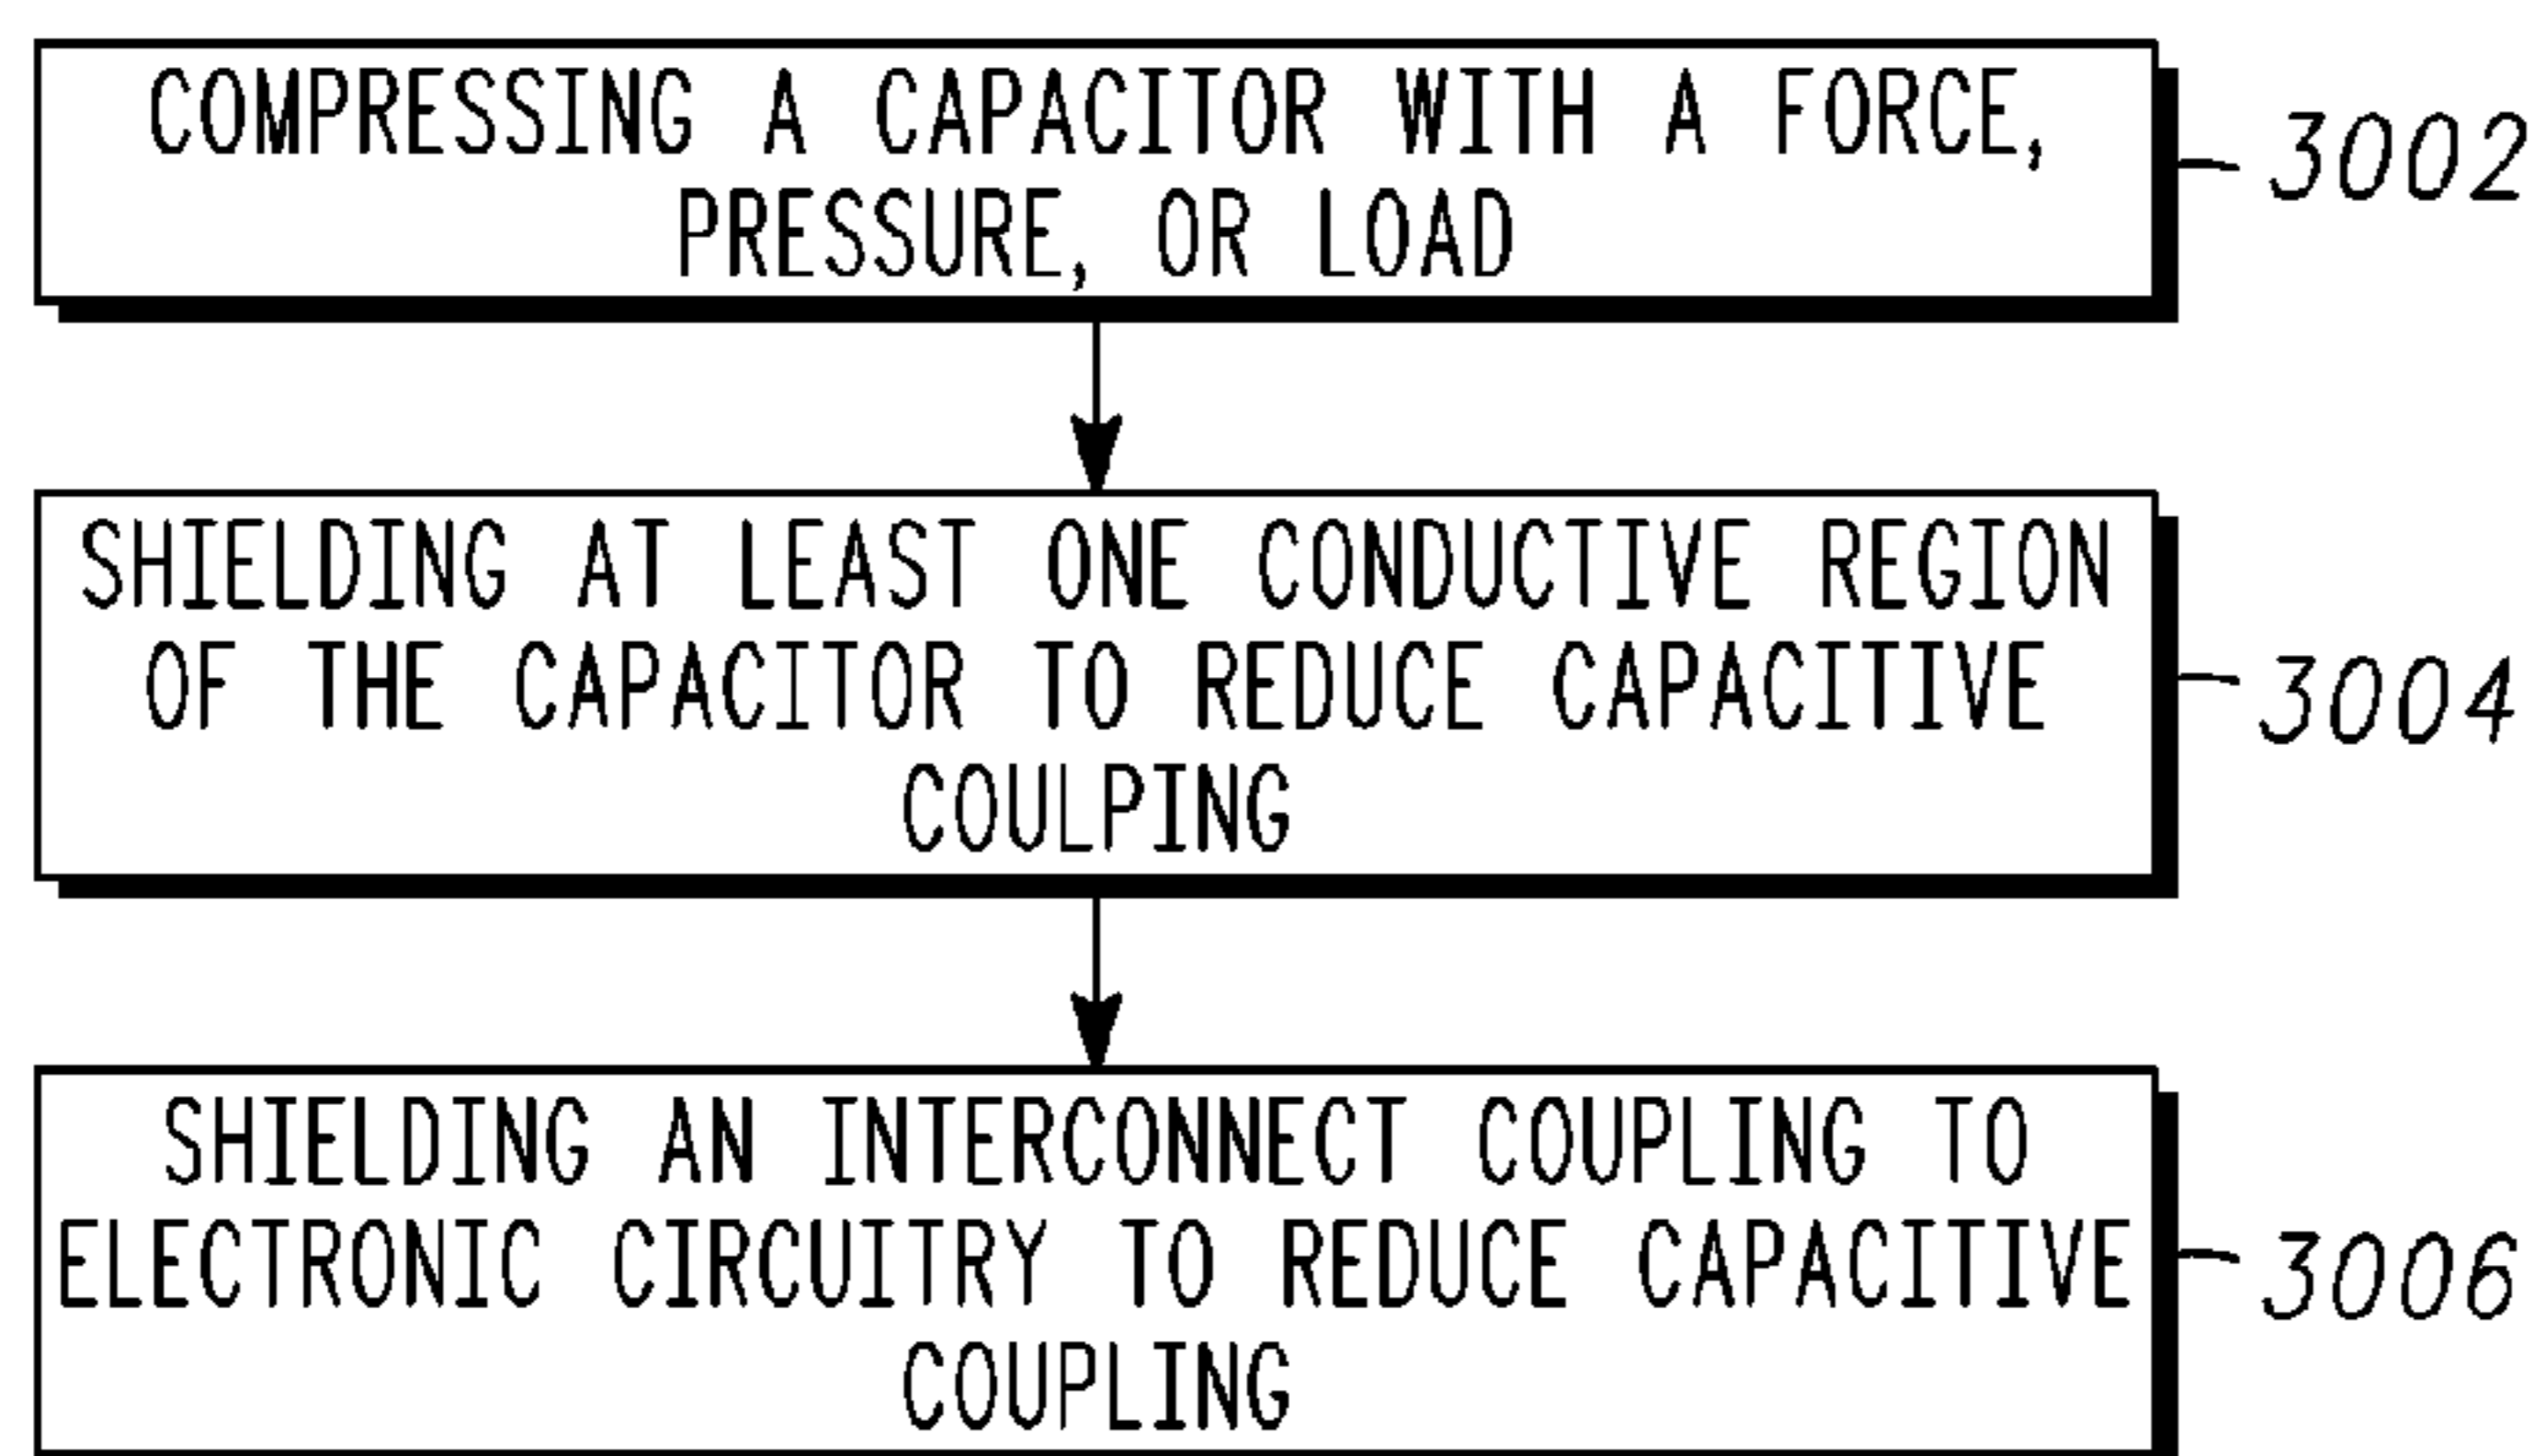 COMPRESSING A CAPACITOR WITH A FORCE,
PRESSURE, OR LOAD
3002
SHIELDING AT LEAST ONE CONDUCTIVE REGION
OF THE CAPACITOR TO REDUCE CAPACITIVE
COULPING
3004
SHIELDING AN INTERCONNECT COUPLING TO
ELECTRONIC CIRCUITRY TO REDUCE CAPACITIVE
COUPLING
3006